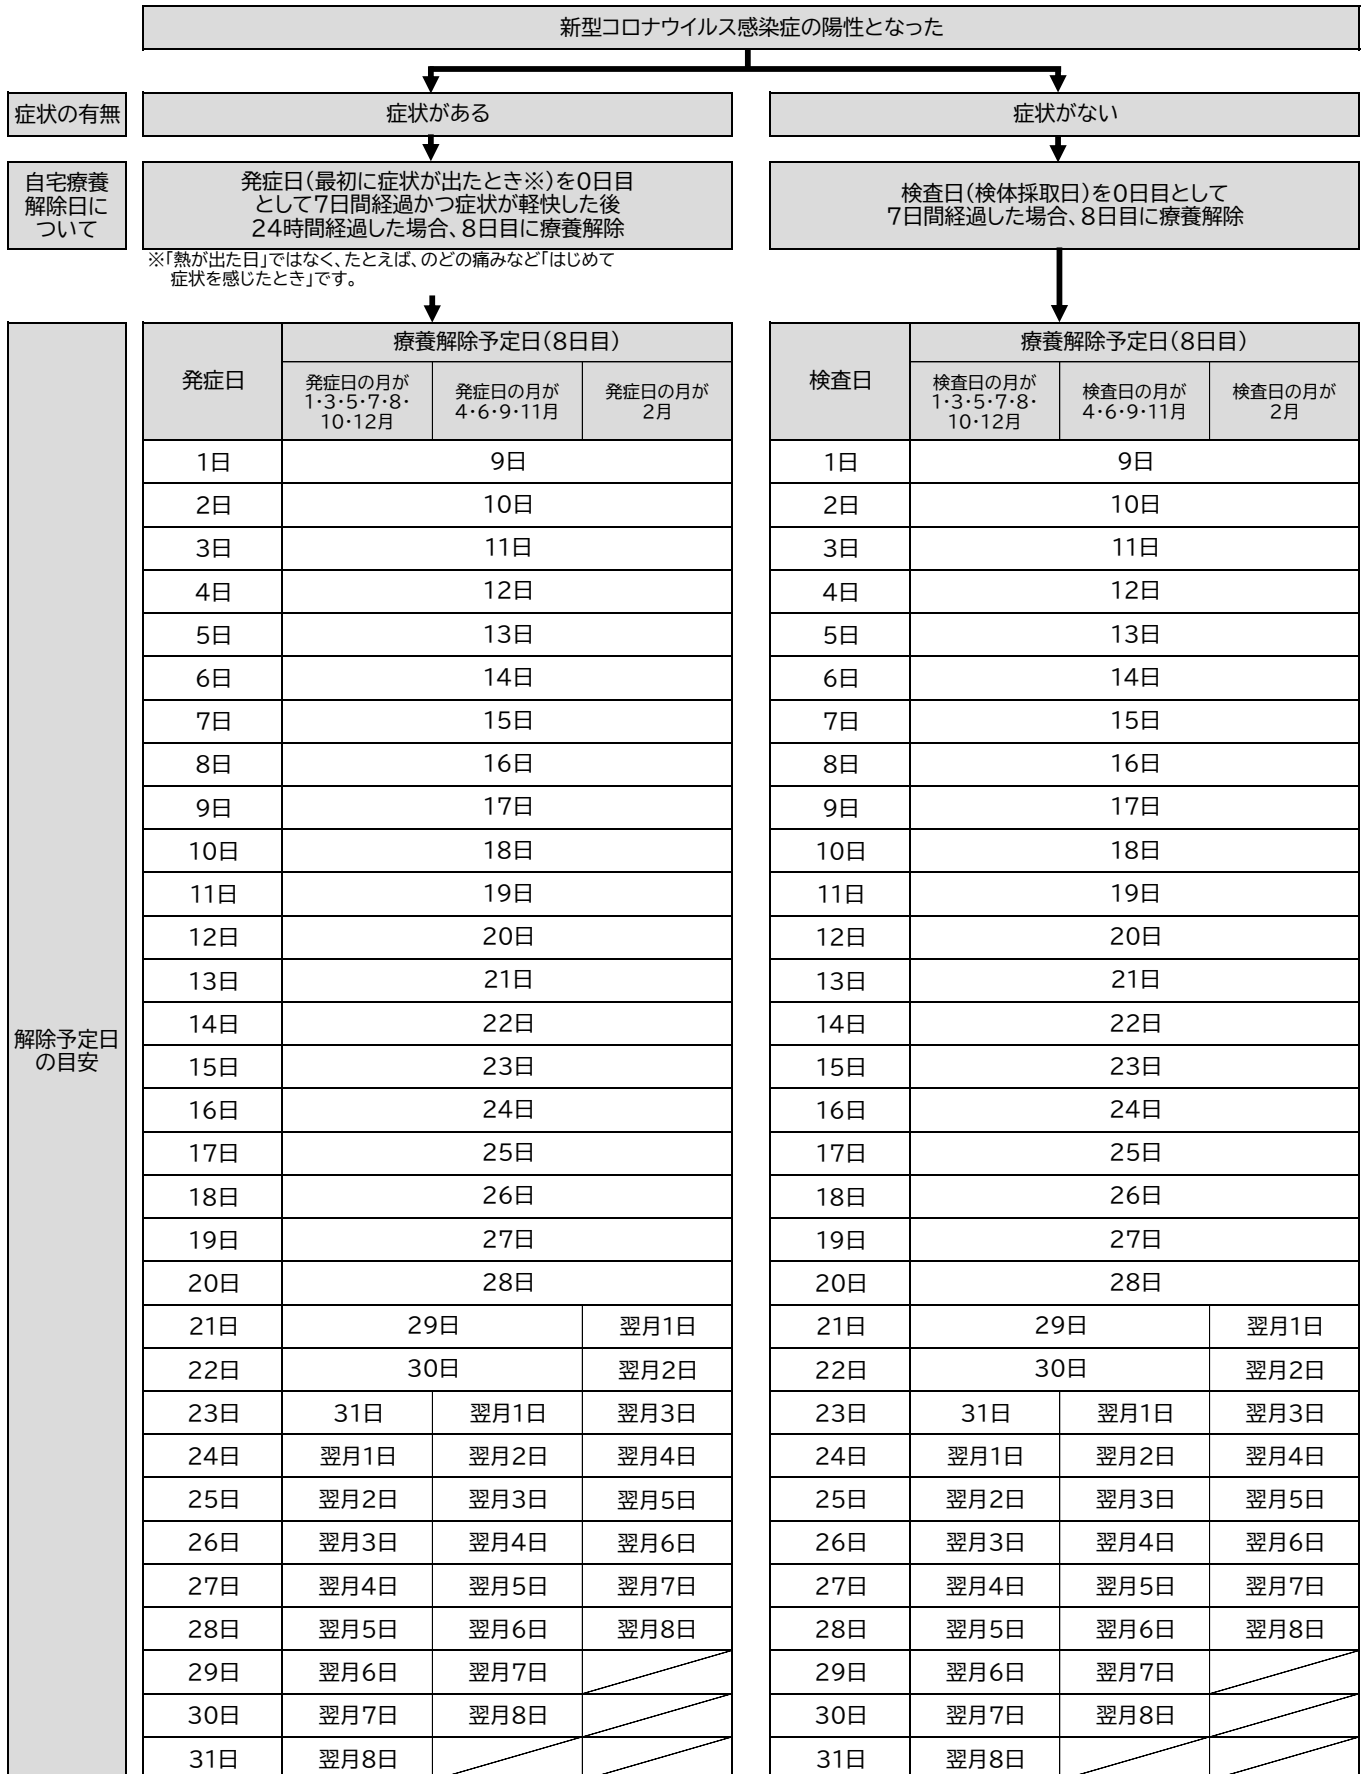 新型コロナウイルス感染症の陽性となった
症状の有無
症状がある
症状がない
自宅療養
解除日に
ついて
発症日(最初に症状が出たとき※)を0日目
として7日間経過かつ症状が軽快した後
24時間経過した場合、8日目に療養解除
検査日(検体採取日)を0日目として
7日間経過した場合、8日目に療養解除
※「熱が出た日」ではなく、たとえば、のどの痛みなど「はじめて
症状を感じたとき」です。
解除予定日
の目安
発症日
療養解除予定日(8日目)
発症日の月が
1・3・5・7・8・
10・12月
発症日の月が
4・6・9・11月
発症日の月が
2月
1日 9日
2日 10日
3日 11日
4日 12日
5日 13日
6日 14日
7日 15日
8日 16日
9日 17日
10日 18日
11日 19日
12日 20日
13日 21日
14日 22日
15日 23日
16日 24日
17日 25日
18日 26日
19日 27日
20日 28日
21日 29日 翌月1日
22日 30日 翌月2日
23日 31日 翌月1日 翌月3日
24日 翌月1日 翌月2日 翌月4日
25日 翌月2日 翌月3日 翌月5日
26日 翌月3日 翌月4日 翌月6日
27日 翌月4日 翌月5日 翌月7日
28日 翌月5日 翌月6日 翌月8日
29日 翌月6日 翌月7日
30日 翌月7日 翌月8日
31日 翌月8日
検査日
療養解除予定日(8日目)
検査日の月が
1・3・5・7・8・
10・12月
検査日の月が
4・6・9・11月
検査日の月が
2月
1日 9日
2日 10日
3日 11日
4日 12日
5日 13日
6日 14日
7日 15日
8日 16日
9日 17日
10日 18日
11日 19日
12日 20日
13日 21日
14日 22日
15日 23日
16日 24日
17日 25日
18日 26日
19日 27日
20日 28日
21日 29日 翌月1日
22日 30日 翌月2日
23日 31日 翌月1日 翌月3日
24日 翌月1日 翌月2日 翌月4日
25日 翌月2日 翌月3日 翌月5日
26日 翌月3日 翌月4日 翌月6日
27日 翌月4日 翌月5日 翌月7日
28日 翌月5日 翌月6日 翌月8日
29日 翌月6日 翌月7日
30日 翌月7日 翌月8日
31日 翌月8日